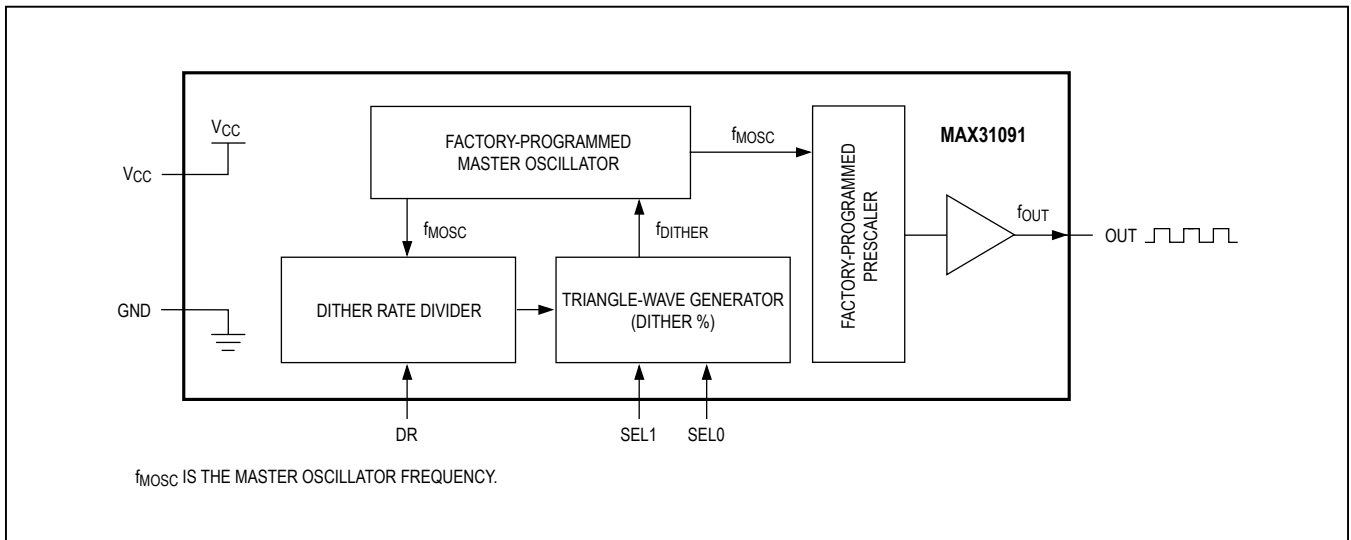 VCC
VCC
GND
FACTORY-PROGRAMMED
MASTER OSCILLATOR
fMOSC
fMOSC
fDITHER
DITHER RATE DIVIDER
TRIANGLE-WAVE GENERATOR
(DITHER %)
FACTORY-PROGRAMMED
PRESCALER
MAX31091
fOUT
OUT
DR
SEL1
SEL0
fMOSC IS THE MASTER OSCILLATOR FREQUENCY.